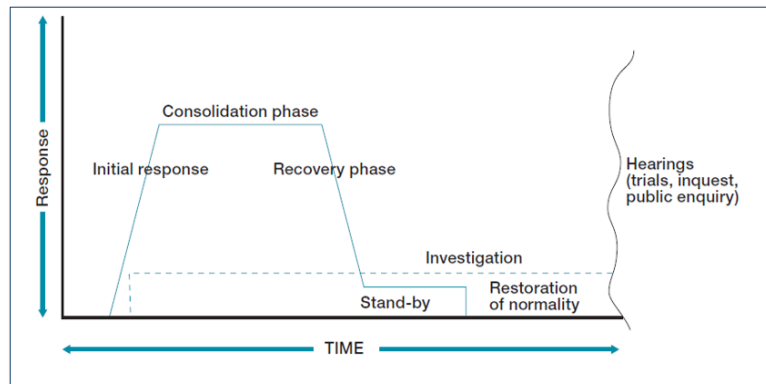 Response
Consolidation phase
Initial response
Recovery phase
Hearings
(trials, inquest,
public enquiry)
Investigation
Stand-by
Restoration
of normality
TIME